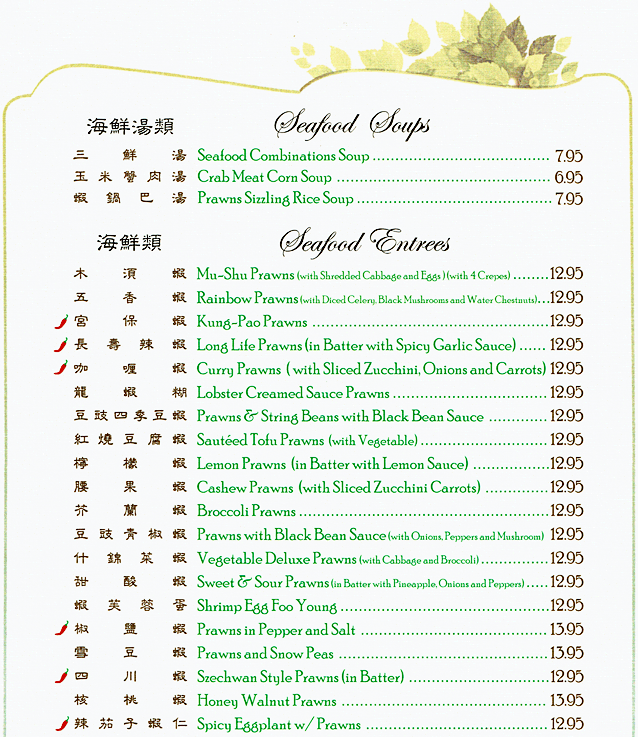 海鮮湯類 Seafood Soups
三鮮湯 Seafood Combinations Soup 7.95
玉米蟹肉湯 Crab Meat Corn Soup 6.95
蝦鍋巴湯 Prawns Sizzling Rice Soup 7.95
海鮮類 Seafood Entrees
木須蝦 Mu-Shu Prawns (with Shredded Cabbage and Eggs ) (with 4 Crepes) 12.95
五香蝦 Rainbow Prawns (with Diced Celery, Black Mushrooms and Water Chestnuts) 12.95
宮保蝦 Kung-Pao Prawns 12.95
長壽辣蝦 Long Life Prawns (in Batter with Spicy Garlic Sauce) 12.95
咖喱蝦 Curry Prawns ( with Sliced Zucchini, Onions and Carrots) 12.95
龍蝦糊 Lobster Creamed Sauce Prawns 12.95
豆豉四季豆蝦 Prawns & String Beans with Black Bean Sauce 12.95
紅燒豆腐蝦 Sautéed Tofu Prawns (with Vegetable) 12.95
檸檬蝦 Lemon Prawns (in Batter with Lemon Sauce) 12.95
腰果蝦 Cashew Prawns (with Sliced Zucchini Carrots) 12.95
芥蘭蝦 Broccoli Prawns 12.95
豆豉青椒蝦 Prawns with Black Bean Sauce (with Onions, Peppers and Mushroom) 12.95
什錦菜蝦 Vegetable Deluxe Prawns (with Cabbage and Broccoli) 12.95
甜酸蝦 Sweet & Sour Prawns (in Batter with Pineapple, Onions and Peppers) 12.95
蝦芙蓉蛋 Shrimp Egg Foo Young 12.95
椒鹽蝦 Prawns in Pepper and Salt 13.95
雪豆蝦 Prawns and Snow Peas 13.95
四川蝦 Szechwan Style Prawns (in Batter) 12.95
核桃蝦 Honey Walnut Prawns 13.95
辣茄子蝦仁 Spicy Eggplant w/ Prawns 12.95